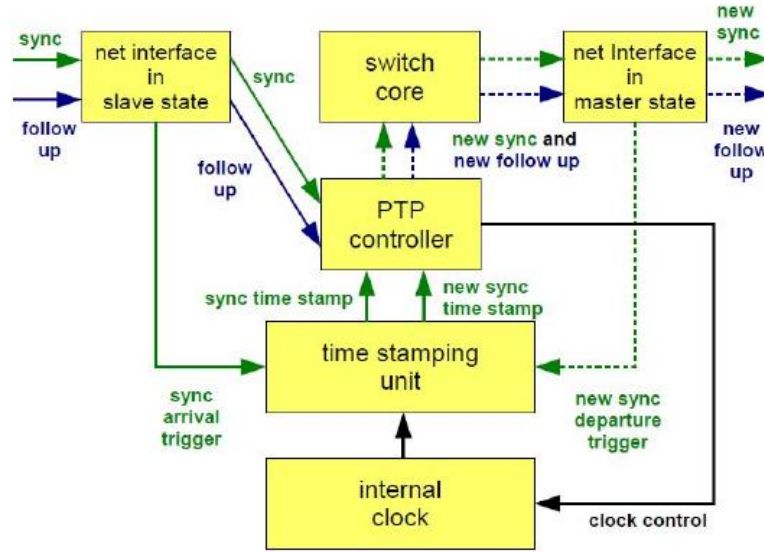 sync
net interface
in
slave state
follow
up
sync
follow
up
switch
core
net Interface
in
master state
new
sync
new
follow
up
new sync and
new follow up
PTP
controller
sync time stamp
new sync
time stamp
time stamping
unit
sync
arrival
trigger
new sync
departure
trigger
internal
clock
clock control